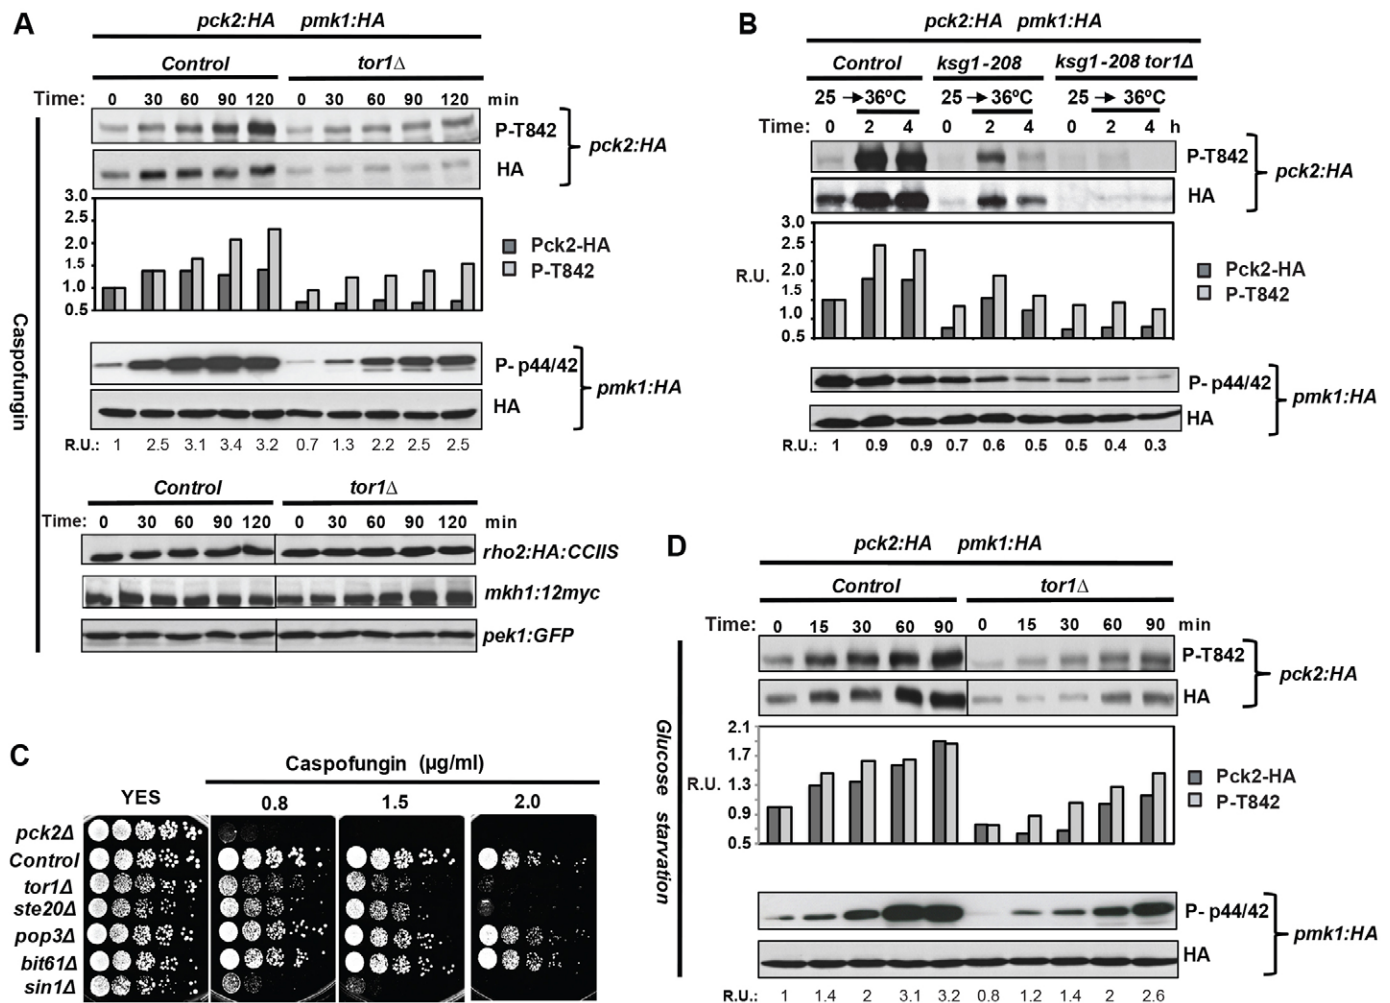 A
pck2:HA pmk1:HA
Control tor1Δ
Time: 0 30 60 90 120 0 30 60 90 120 min
P-T842
pck2:HA
HA
3.0
2.5
2.0
1.5
1.0
0.5
Pck2-HA
P-T842
Caspofungin
P- p44/42
pmk1:HA
HA
R.U.: 1 2.5 3.1 3.4 3.2 0.7 1.3 2.2 2.5 2.5
Control tor1Δ
Time: 0 30 60 90 120 0 30 60 90 120 min
rho2:HA:CCIIS
mkh1:12myc
pek1:GFP
B
pck2:HA pmk1:HA
Control ksg1-208 ksg1-208 tor1Δ
25 → 36ºC 25 → 36ºC 25 → 36ºC
Time: 0 2 4 0 2 4 0 2 4 h
P-T842
pck2:HA
HA
3.0
2.5
2.0
1.5
1.0
0.5
R.U.
Pck2-HA
P-T842
P- p44/42
pmk1:HA
HA
R.U.: 1 0.9 0.9 0.7 0.6 0.5 0.5 0.4 0.3
C
Caspofungin (µg/ml)
YES 0.8 1.5 2.0
pck2Δ
Control
tor1Δ
ste20Δ
pop3Δ
bit61Δ
sin1Δ
D
pck2:HA pmk1:HA
Control tor1Δ
Time: 0 15 30 60 90 0 15 30 60 90 min
P-T842
pck2:HA
HA
2.1
1.7
1.3
0.9
0.5
R.U.
Pck2-HA
P-T842
Glucose starvation
P- p44/42
pmk1:HA
HA
R.U.: 1 1.4 2 3.1 3.2 0.8 1.2 1.4 2 2.6